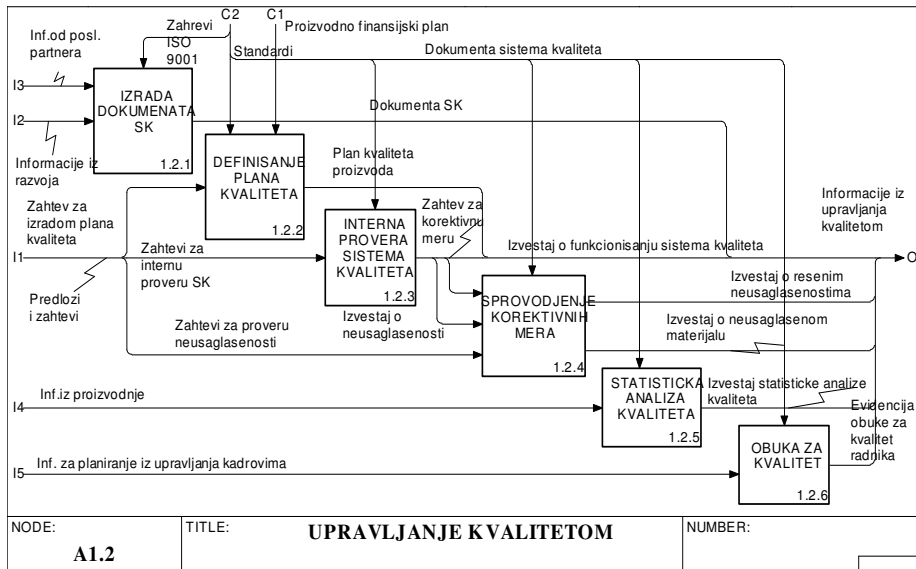 C2
C1
Zahrevi
ISO
9001
Proizvodno finansijski plan
Inf.od posl.
partnera
Standardi
Dokumenta sistema kvaliteta
I3
IZRADA
DOKUMENATA
SK
1.2.1
Dokumenta SK
I2
Informacije iz
razvoja
DEFINISANJE
PLANA
KVALITETA
1.2.2
Plan kvaliteta
proizvoda
Zahtev za
izradom plana
kvaliteta
Zahtev za
korektivnu
meru
Informacije iz
upravljanja
kvalitetom
INTERNA
PROVERA
SISTEMA
KVALITETA
1.2.3
Zahtevi za
internu
proveru SK
Izvestaj o funkcionisanju sistema kvaliteta
I1
O
Predlozi
i zahtevi
Izvestaj o
neusaglasenosti
SPROVODJENJE
KOREKTIVNIH
MERA
1.2.4
Izvestaj o resenim
neusaglasenostima
Zahtevi za proveru
neusaglasenosti
Izvestaj o neusaglasenom
materijalu
STATISTICKA
ANALIZA
KVALITETA
1.2.5
Izvestaj statisticke analize
kvaliteta
I4
Inf.iz proizvodnje
Evidencija
obuke za
kvalitet
radnika
OBUKA ZA
KVALITET
1.2.6
I5
Inf. za planiranje iz upravljanja kadrovima
NODE:
A1.2
TITLE:
UPRAVLJANJE KVALITETOM
NUMBER: